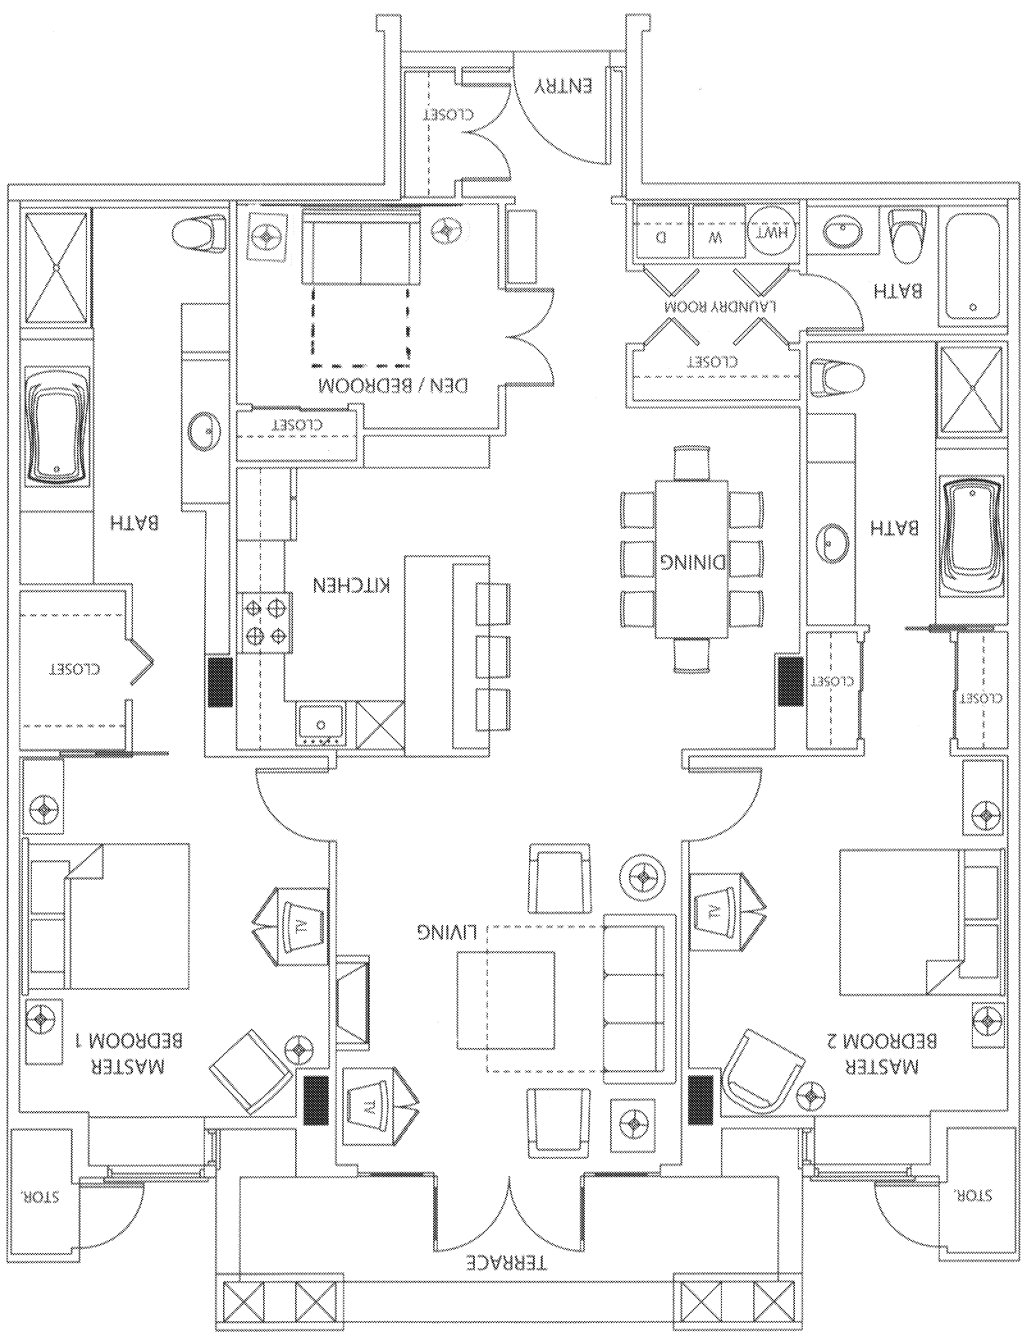 TERRACE
STOR.
STOR.
MASTER
BEDROOM 2
MASTER
BEDROOM 1
TV
LIVING
TV
TV
CLOSET
CLOSET
CLOSET
KITCHEN
DINING
BATH
BATH
CLOSET
DEN / BEDROOM
CLOSET
LAUNDRY ROOM
BATH
HWT.
W
D
CLOSET
ENTRY